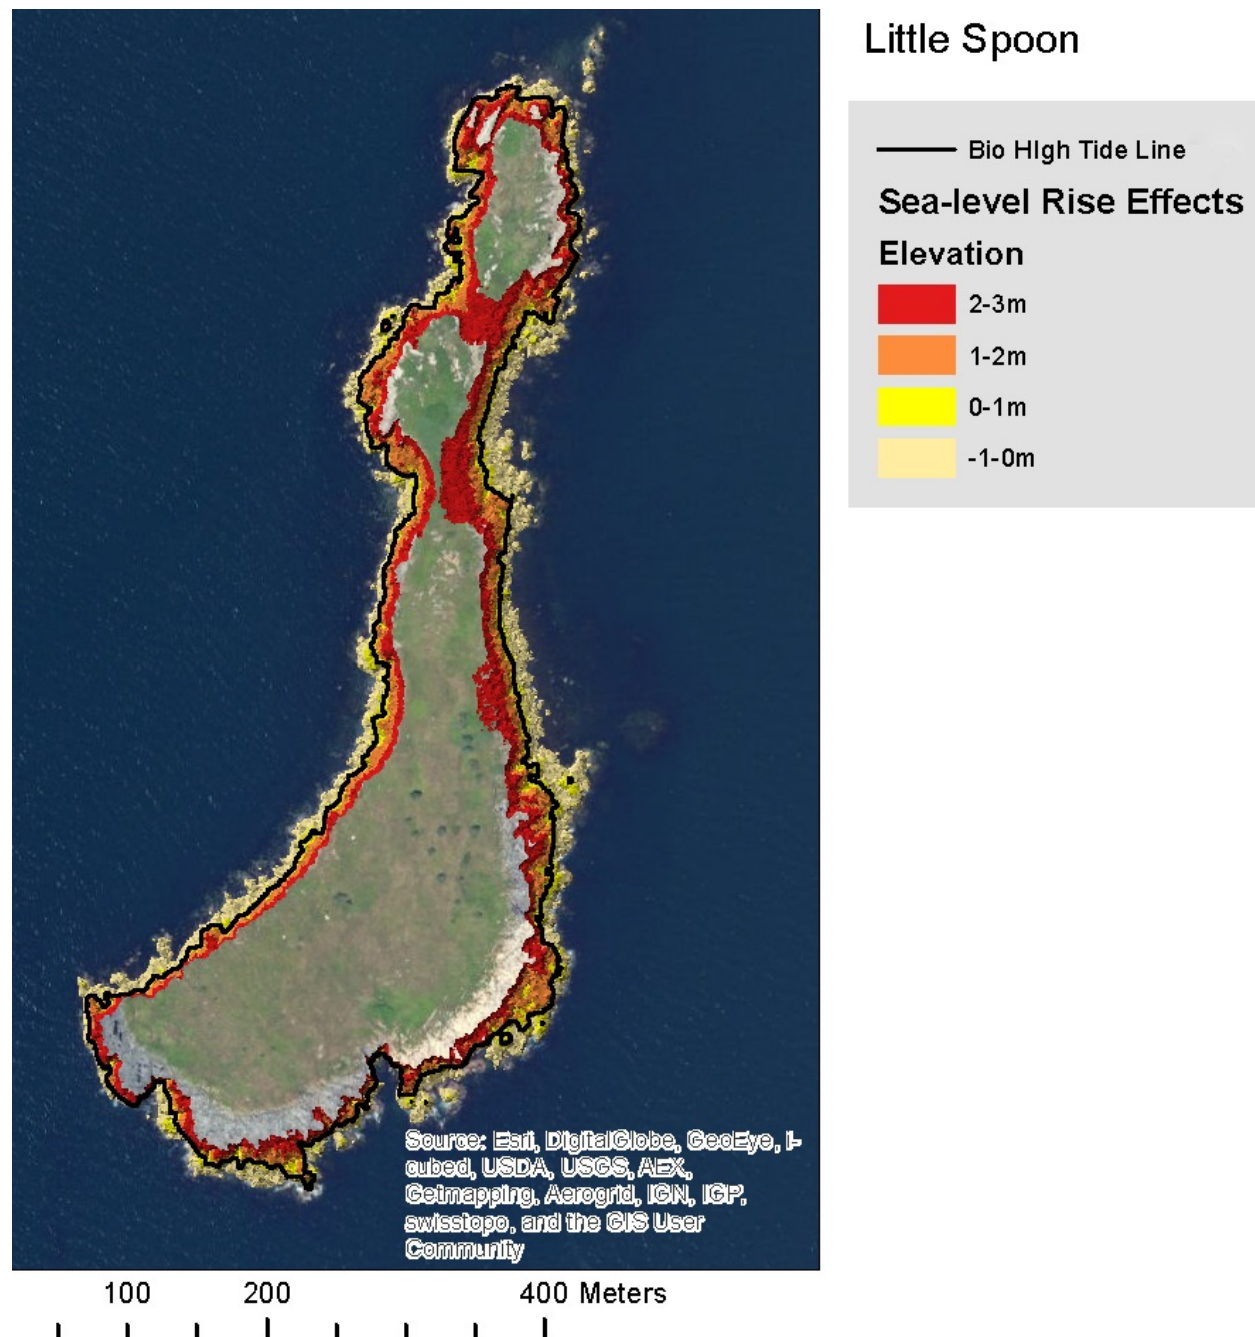 Little Spoon
Bio HIgh Tide Line
Sea-level Rise Effects
Elevation
2-3m
1-2m
0-1m
-1-0m
Source: Esri, DigitalGlobe, GeoEye, i-
cubed, USDA, USGS, AEX,
Getmapping, Aerogrid, IGN, IGP,
swisstopo, and the GIS User
Community
100 200 400 Meters